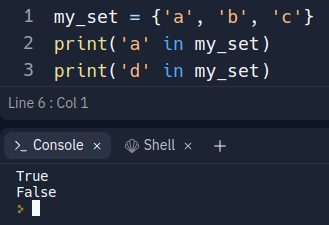 1 my_set = {'a', 'b', 'c'}
2 print('a' in my_set)
3 print('d' in my_set)
Line 6 : Col 1
>_ Console × Shell × +
True
False
>